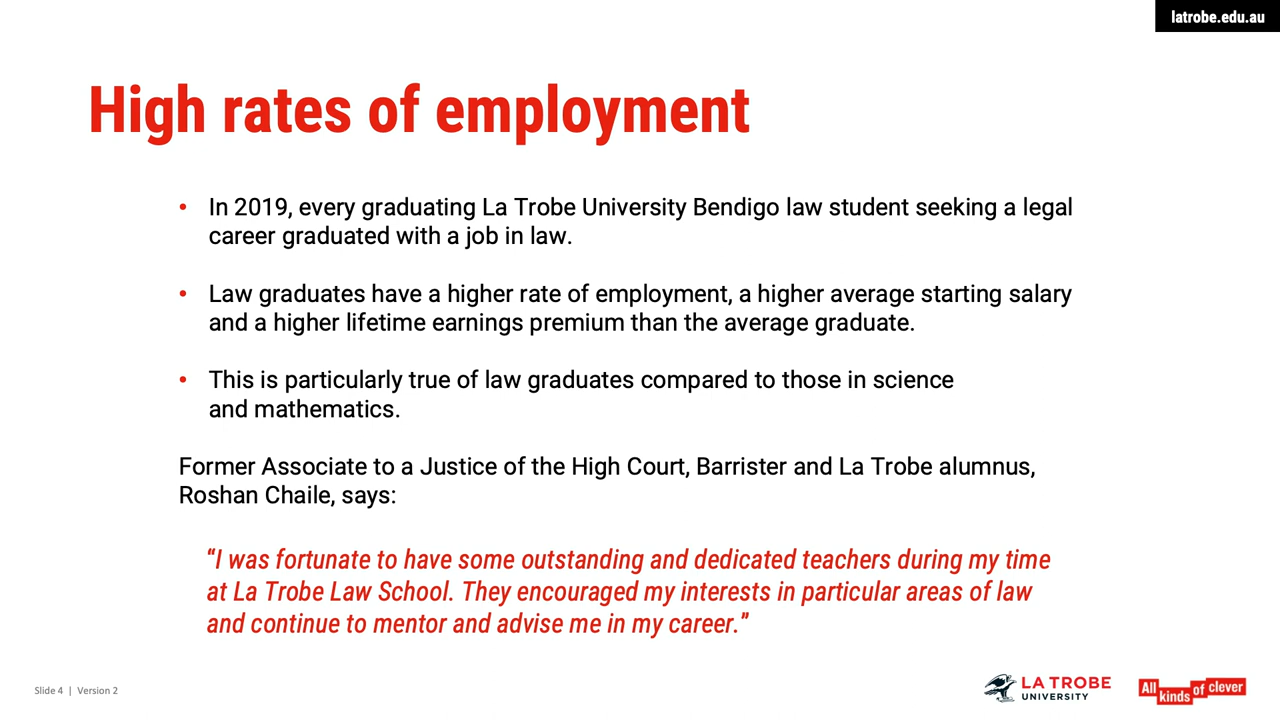 latrobe.edu.au
High rates of employment
• In 2019, every graduating La Trobe University Bendigo law student seeking a legal
career graduated with a job in law.
• Law graduates have a higher rate of employment, a higher average starting salary
and a higher lifetime earnings premium than the average graduate.
• This is particularly true of law graduates compared to those in science
and mathematics.
Former Associate to a Justice of the High Court, Barrister and La Trobe alumnus,
Roshan Chaile, says:
“I was fortunate to have some outstanding and dedicated teachers during my time
at La Trobe Law School. They encouraged my interests in particular areas of law
and continue to mentor and advise me in my career.”
Slide 4 | Version 2
LA TROBE
UNIVERSITY
All kinds of clever